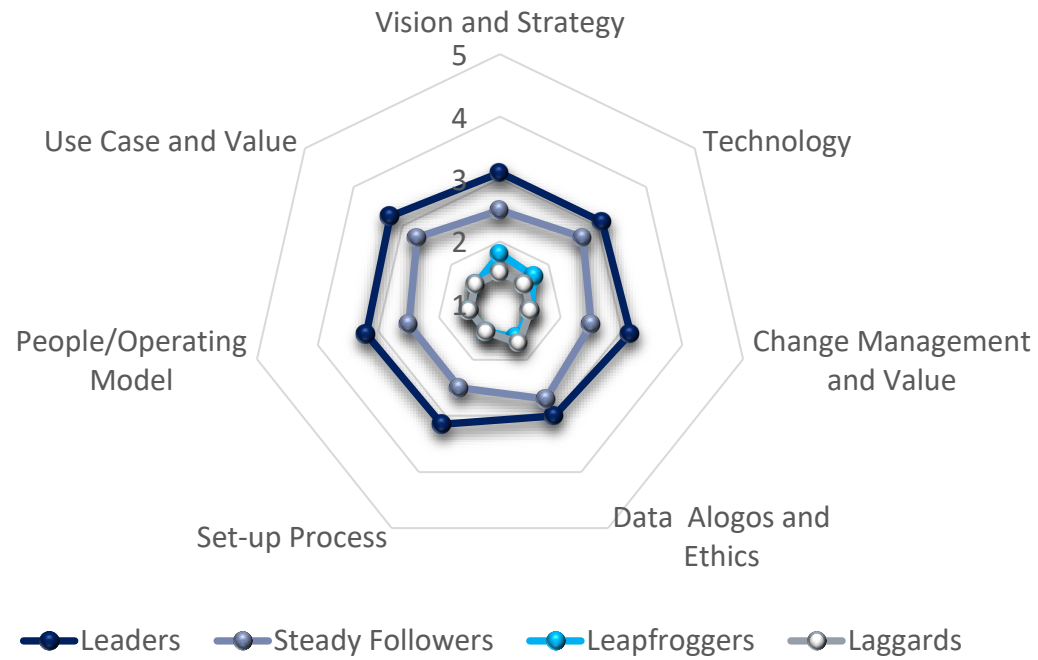 Vision and Strategy
5
4
3
2
1
Use Case and Value
Technology
People/Operating
Model
Change Management
and Value
Set-up Process
Data  Alogos and
Ethics
Leaders
Steady Followers
Leapfroggers
Laggards